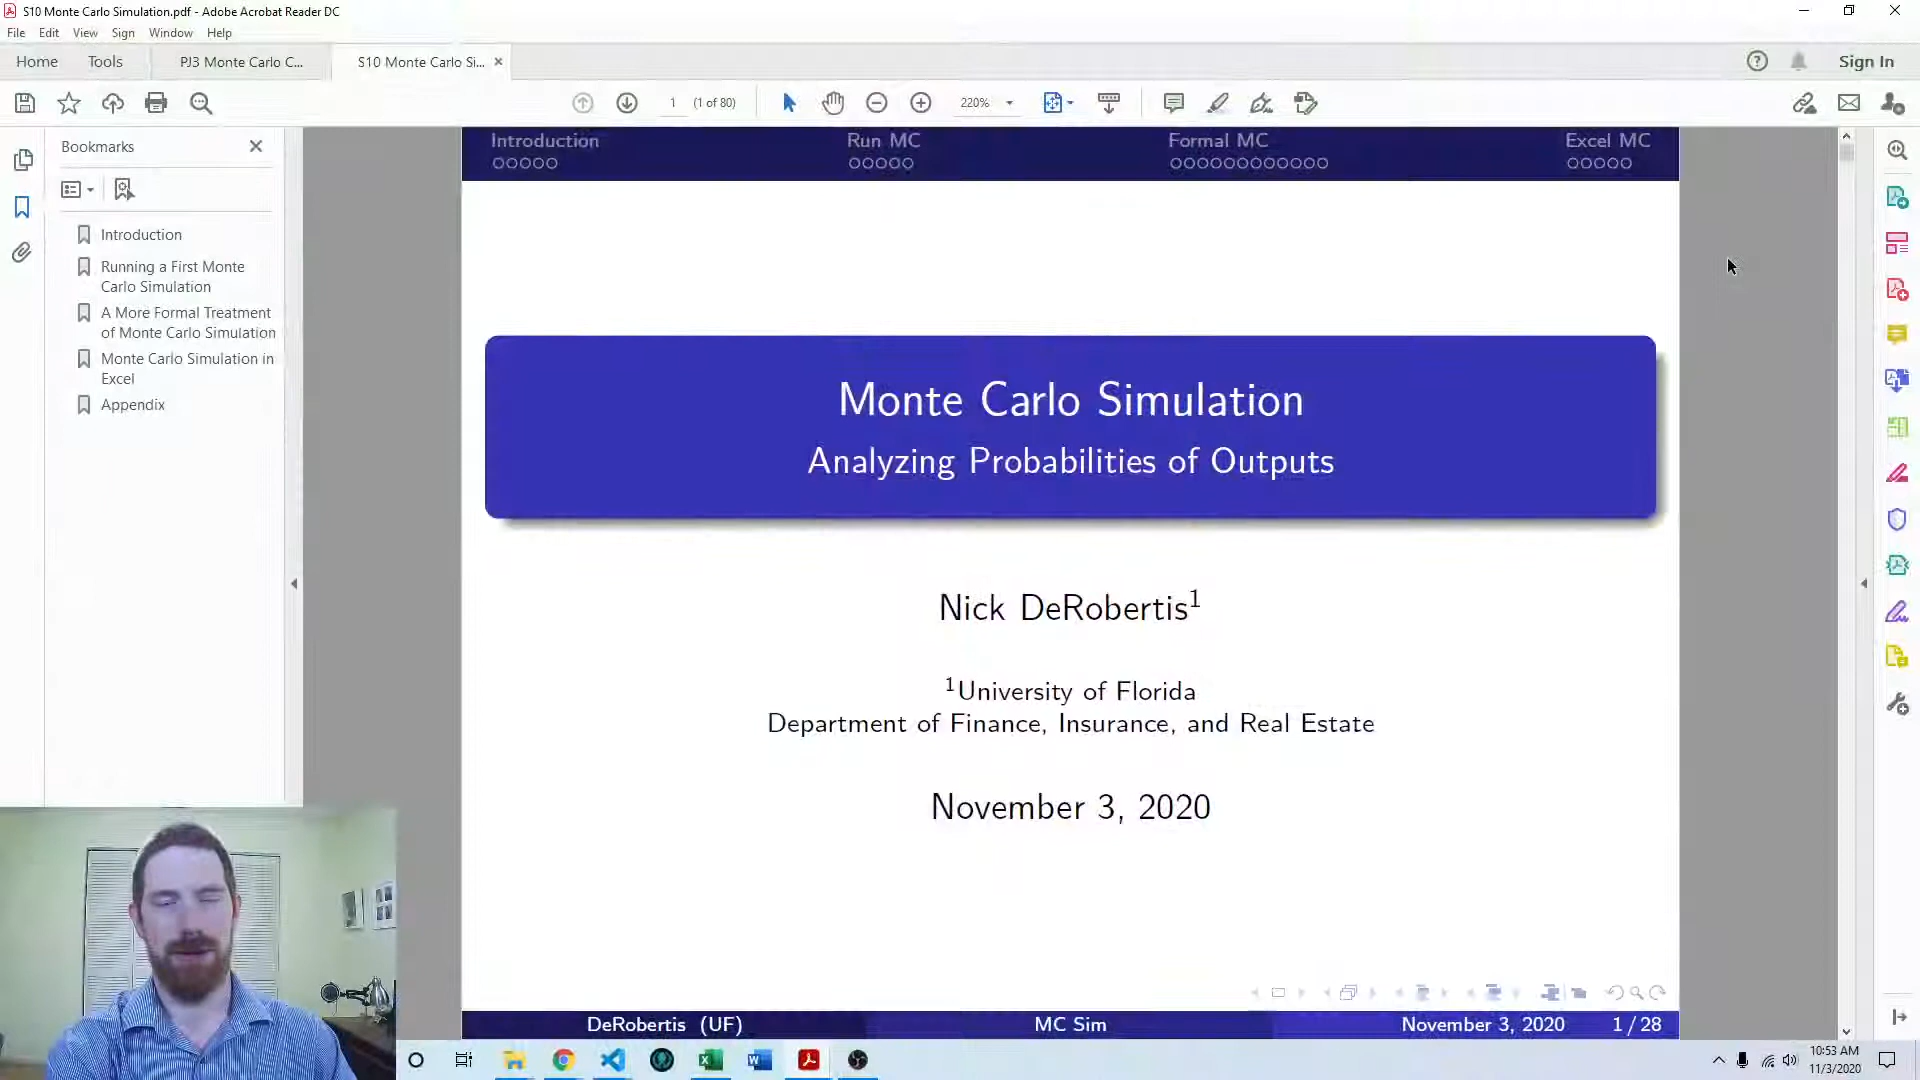 S10 Monte Carlo Simulation.pdf - Adobe Acrobat Reader DC
File Edit View Sign Window Help
Home Tools PJ3 Monte Carlo C... S10 Monte Carlo Si... Sign In
1 (1 of 80) 220%
Bookmarks
Introduction
Running a First Monte
Carlo Simulation
A More Formal Treatment
of Monte Carlo Simulation
Monte Carlo Simulation in
Excel
Appendix
Introduction Run MC Formal MC Excel MC
Monte Carlo Simulation
Analyzing Probabilities of Outputs
Nick DeRobertis1
1University of Florida
Department of Finance, Insurance, and Real Estate
November 3, 2020
DeRobertis (UF) MC Sim November 3, 2020 1 / 28
10:53 AM
11/3/2020